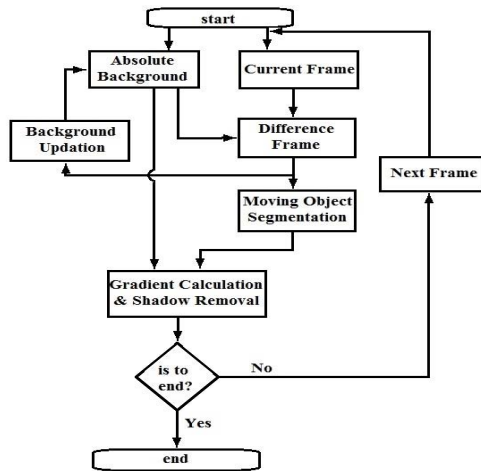 start
Absolute
Background
Current Frame
Background
Updation
Difference
Frame
Next Frame
Moving Object
Segmentation
Gradient Calculation
& Shadow Removal
is to
end?
No
Yes
end